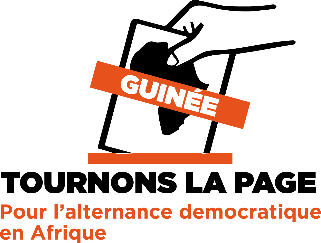 GUINÉE
TOURNONS LA PAGE
Pour l'alternance democratique
en Afrique